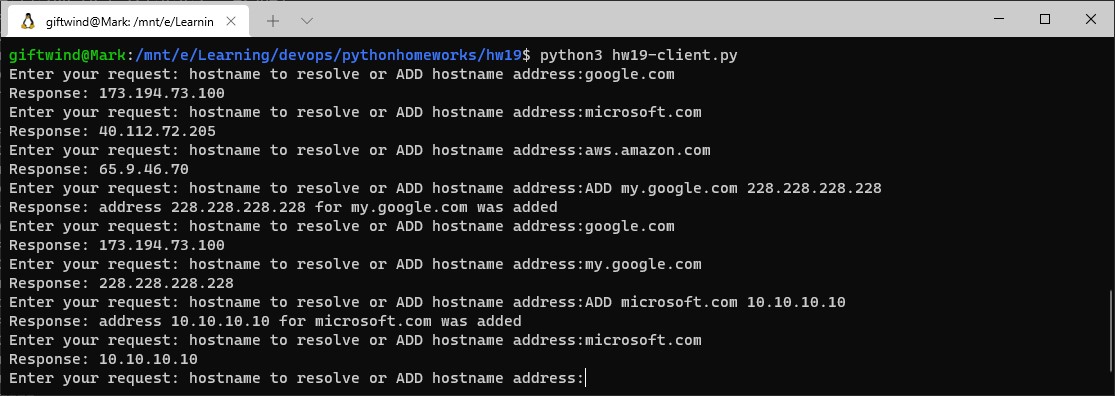 giftwind@Mark: /mnt/e/Learnin
giftwind@Mark:/mnt/e/Learning/devops/pythonhomeworks/hw19$ python3 hw19-client.py
Enter your request: hostname to resolve or ADD hostname address:google.com
Response: 173.194.73.100
Enter your request: hostname to resolve or ADD hostname address:microsoft.com
Response: 40.112.72.205
Enter your request: hostname to resolve or ADD hostname address:aws.amazon.com
Response: 65.9.46.70
Enter your request: hostname to resolve or ADD hostname address:ADD my.google.com 228.228.228.228
Response: address 228.228.228.228 for my.google.com was added
Enter your request: hostname to resolve or ADD hostname address:google.com
Response: 173.194.73.100
Enter your request: hostname to resolve or ADD hostname address:my.google.com
Response: 228.228.228.228
Enter your request: hostname to resolve or ADD hostname address:ADD microsoft.com 10.10.10.10
Response: address 10.10.10.10 for microsoft.com was added
Enter your request: hostname to resolve or ADD hostname address:microsoft.com
Response: 10.10.10.10
Enter your request: hostname to resolve or ADD hostname address: